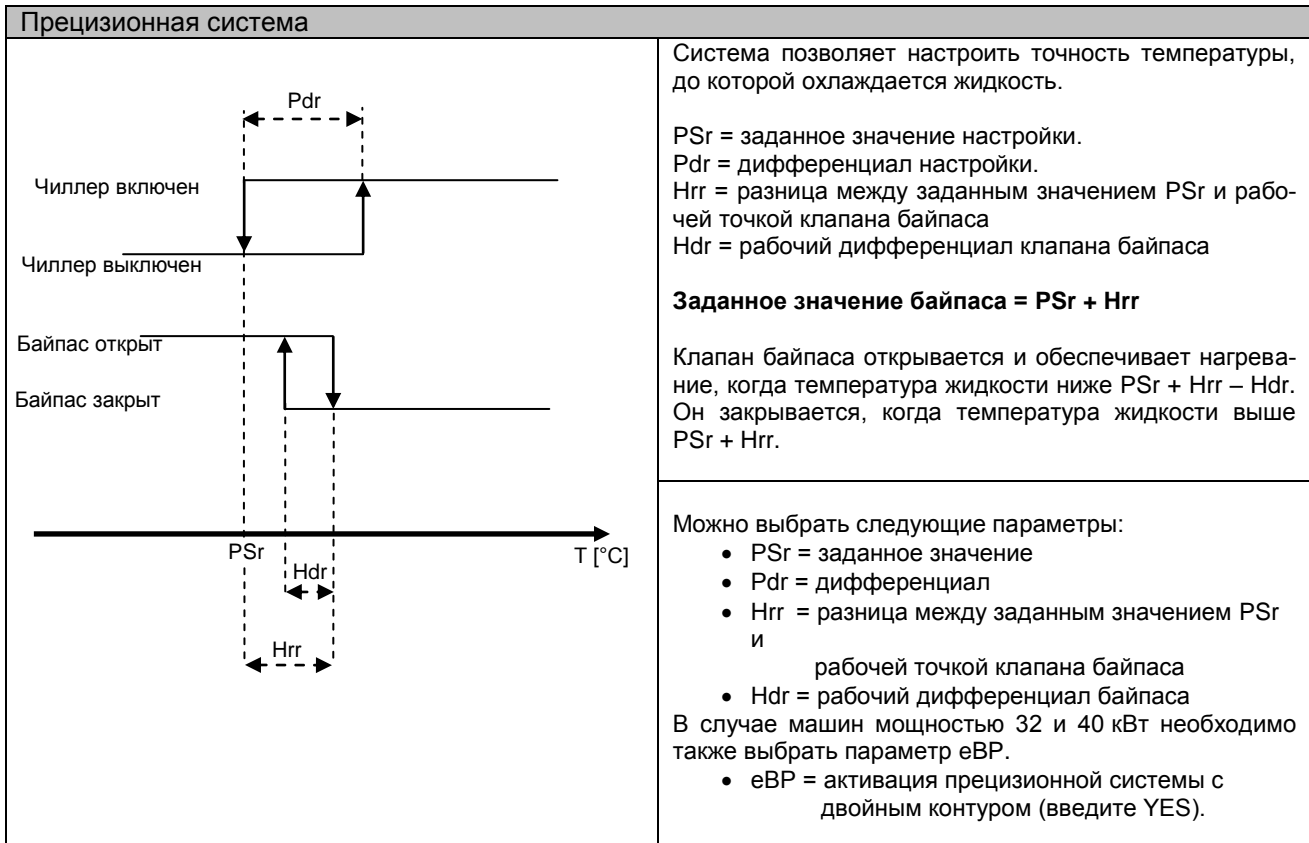 Прецизионная система
Pdr
Чиллер включен
Чиллер выключен
Байпас открыт
Байпас закрыт
PSr
T [°C]
Hdr
Hrr
Система позволяет настроить точность температуры,
до которой охлаждается жидкость.
PSr = заданное значение настройки.
Pdr = дифференциал настройки.
Hrr = разница между заданным значением PSr и рабо-
чей точкой клапана байпаса
Hdr = рабочий дифференциал клапана байпаса
Заданное значение байпаса = PSr + Hrr
Клапан байпаса открывается и обеспечивает нагрева-
ние, когда температура жидкости ниже PSr + Hrr – Hdr.
Он закрывается, когда температура жидкости выше
PSr + Hrr.
Можно выбрать следующие параметры:
• PSr = заданное значение
• Pdr = дифференциал
• Hrr = разница между заданным значением PSr
и
рабочей точкой клапана байпаса
• Hdr = рабочий дифференциал байпаса
В случае машин мощностью 32 и 40 кВт необходимо
также выбрать параметр eBP.
• eBP = активация прецизионной системы с
двойным контуром (введите YES).